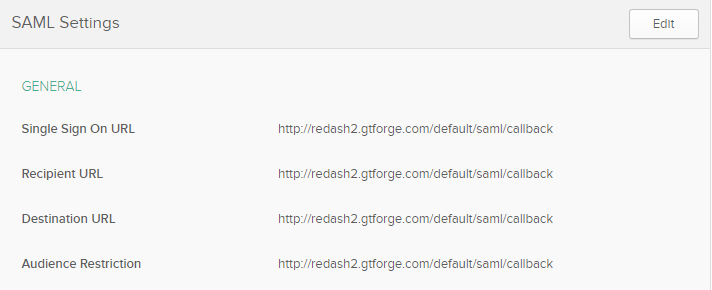 SAML Settings
Edit
GENERAL
Single Sign On URL http://redash2.gtforge.com/default/saml/callback
Recipient URL http://redash2.gtforge.com/default/saml/callback
Destination URL http://redash2.gtforge.com/default/saml/callback
Audience Restriction http://redash2.gtforge.com/default/saml/callback